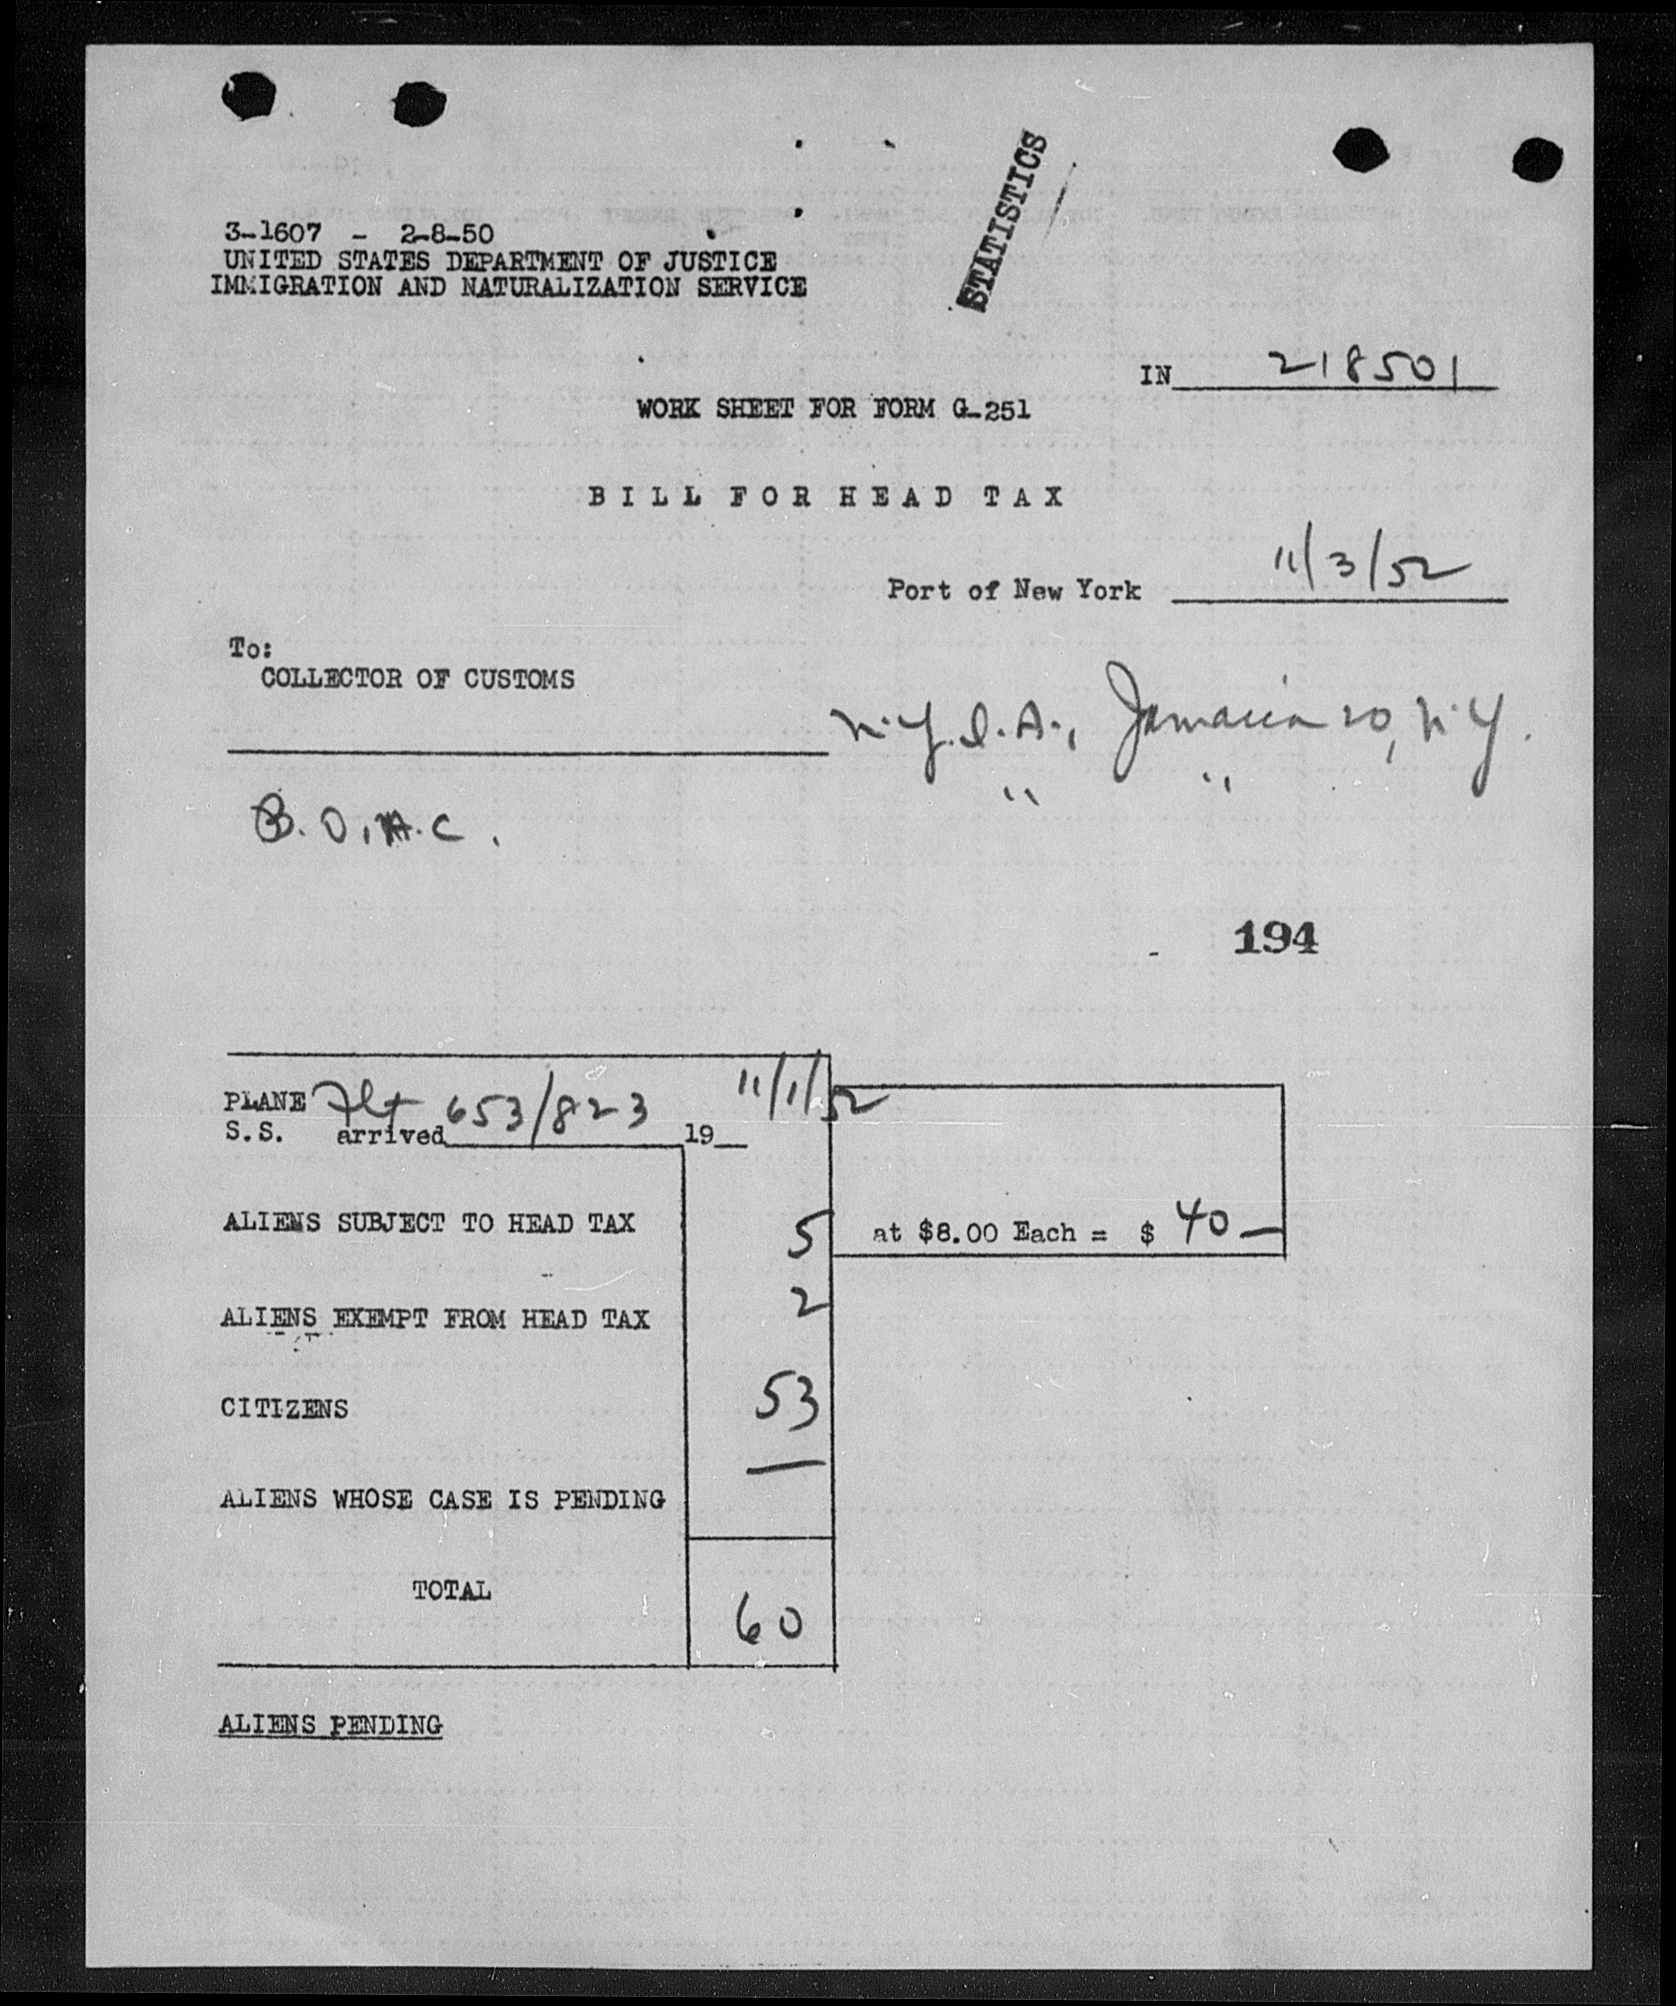 STATISTICS
3-1607 - 2-8-50
UNITED STATES DEPARTMENT OF JUSTICE
IMMIGRATION AND NATURALIZATION SERVICE
IN 218501
WORK SHEET FOR FORM G-251
BILL FOR HEAD TAX
Port of New York 11/3/52
To:
COLLECTOR OF CUSTOMS
N.Y.I.A., Jamaica 20, N.Y.
" "
B.O.A.C.
194
PLANE Flt 653/823 11/1/52
S.S. arrived 19
ALIENS SUBJECT TO HEAD TAX 5 at $8.00 Each = $ 40 —
ALIENS EXEMPT FROM HEAD TAX 2
CITIZENS 53
ALIENS WHOSE CASE IS PENDING —
TOTAL 60
ALIENS PENDING